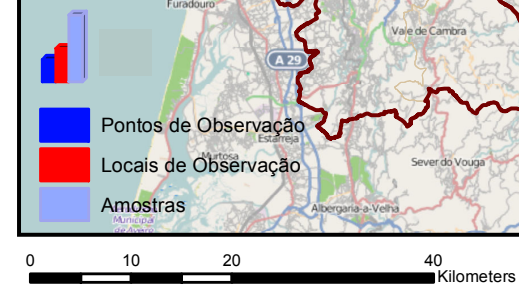 Furadouro
Vale de Cambra
A 29
Pontos de Observação
Estarreja
Locais de Observação
Murtosa
Sever do Vouga
Amostras
Albergaria-a-Velha
Município
de Aveiro
0 10 20 40
Kilometers